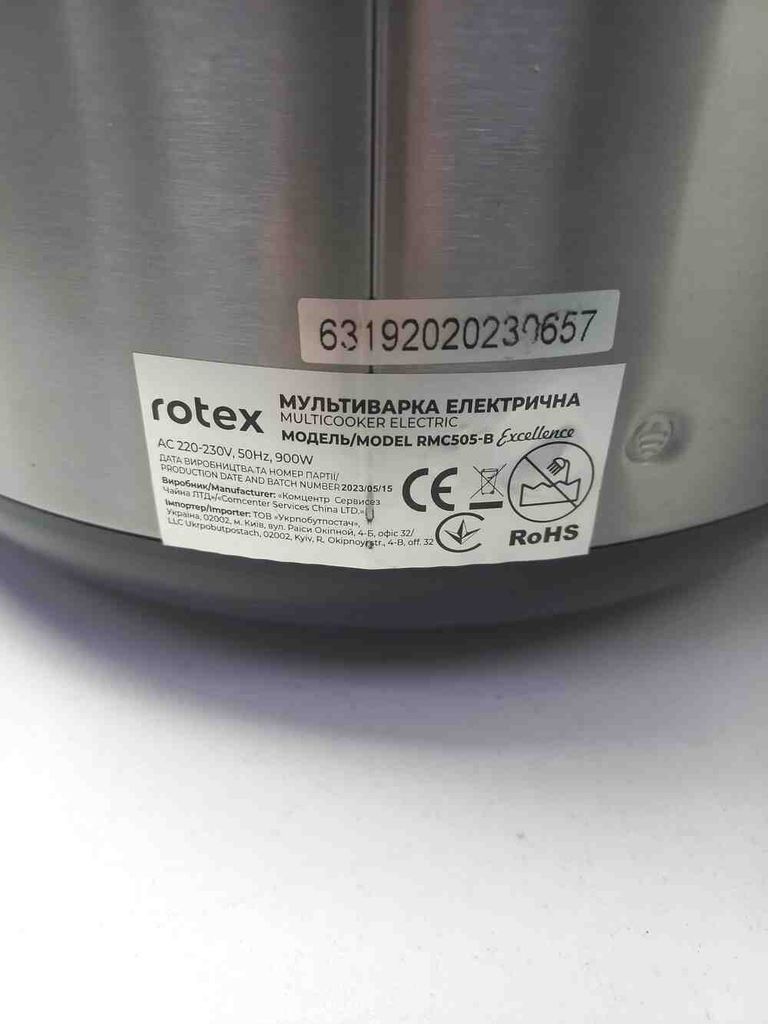 63192020230657
rotex
МУЛЬТИВАРКА ЕЛЕКТРИЧНА
MULTICOOKER ELECTRIC
МОДЕЛЬ/MODEL RMC505-B Excellence
AC 220-230V, 50Hz, 900W
ДАТА ВИРОБНИЦТВА ТА НОМЕР ПАРТІЇ/
PRODUCTION DATE AND BATCH NUMBER 2023/05/15
Виробник/Manufacturer: «Комцентр Сервисез
Чайна ЛТД»/«Comcenter Services China LTD.»
Імпортер/Importer: ТОВ «Укрпобутпостач»,
Україна, 02002, м. Київ, вул. Раїси Окіпної, 4-Б, офіс 32/
LLC Ukrpobutpostach, 02002, Kyiv, R. Okipnoy str., 4-B, off. 32
CE
RoHS